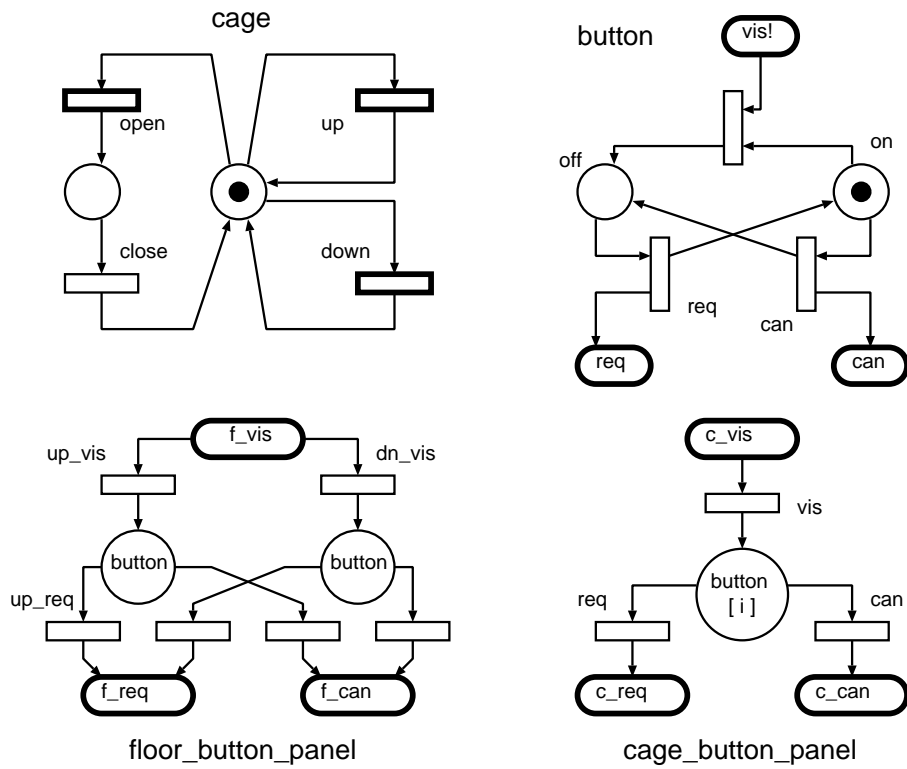 cage
open
up
close
down
button
vis!
off
on
req
can
req
can
f_vis
up_vis
dn_vis
button
button
up_req
f_req
f_can
floor_button_panel
c_vis
vis
button
[ i ]
req
can
c_req
c_can
cage_button_panel